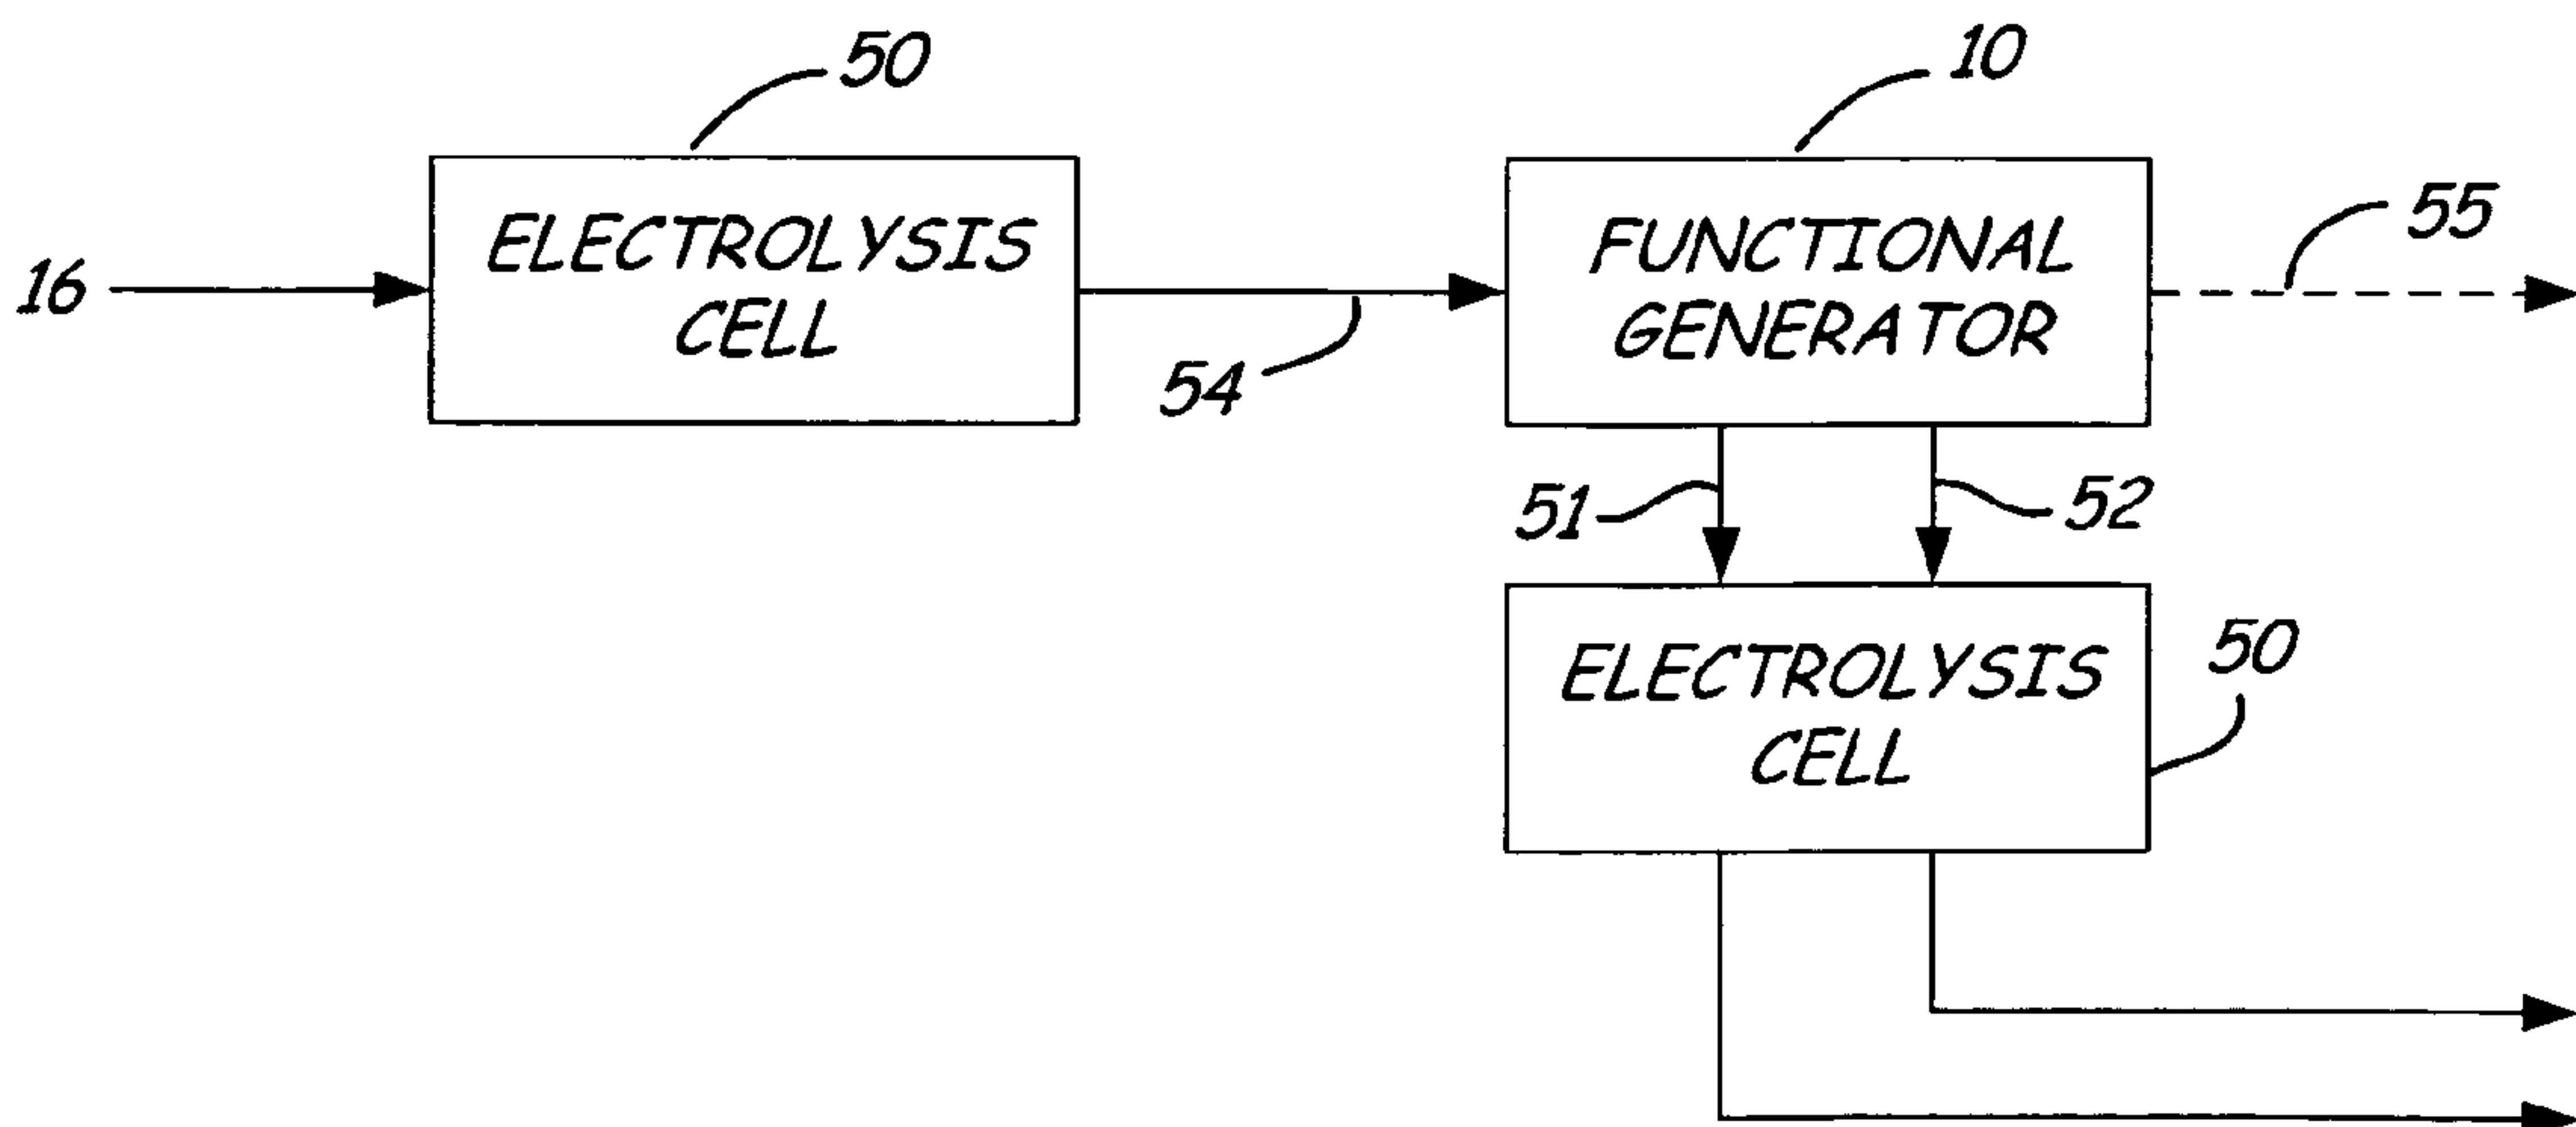 50
10
ELECTROLYSIS
CELL
FUNCTIONAL
GENERATOR
55
16
54
51
52
ELECTROLYSIS
CELL
50